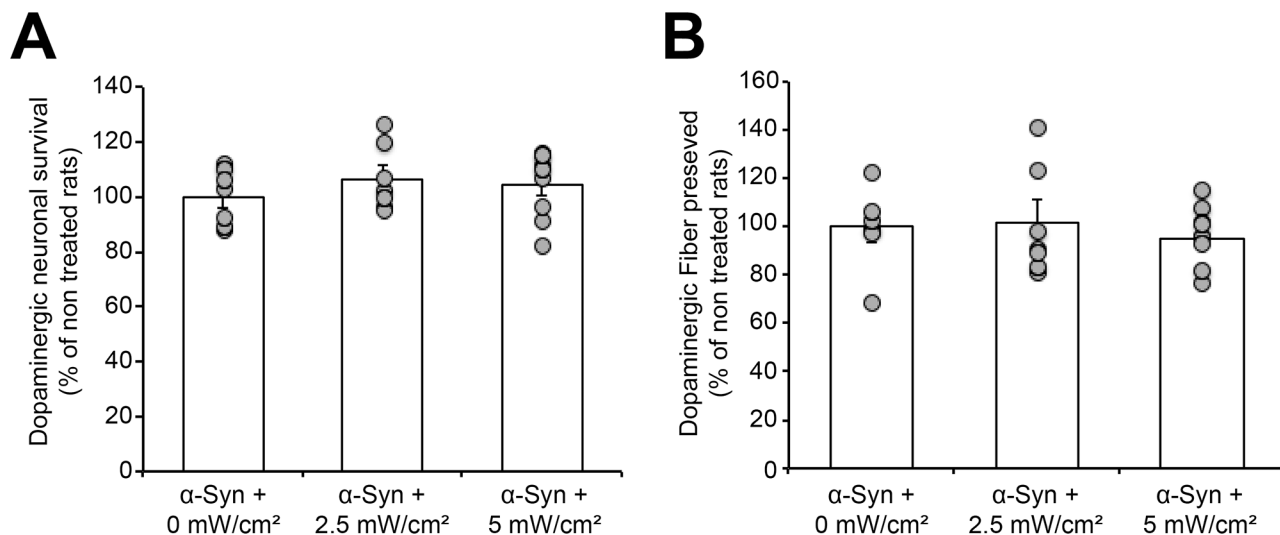 A
Dopaminergic neuronal survival
(% of non treated rats)
140
120
100
80
60
40
20
0
α-Syn +
0 mW/cm²
α-Syn +
2.5 mW/cm²
α-Syn +
5 mW/cm²
B
Dopaminergic Fiber preseved
(% of non treated rats)
160
140
120
100
80
60
40
20
0
α-Syn +
0 mW/cm²
α-Syn +
2.5 mW/cm²
α-Syn +
5 mW/cm²